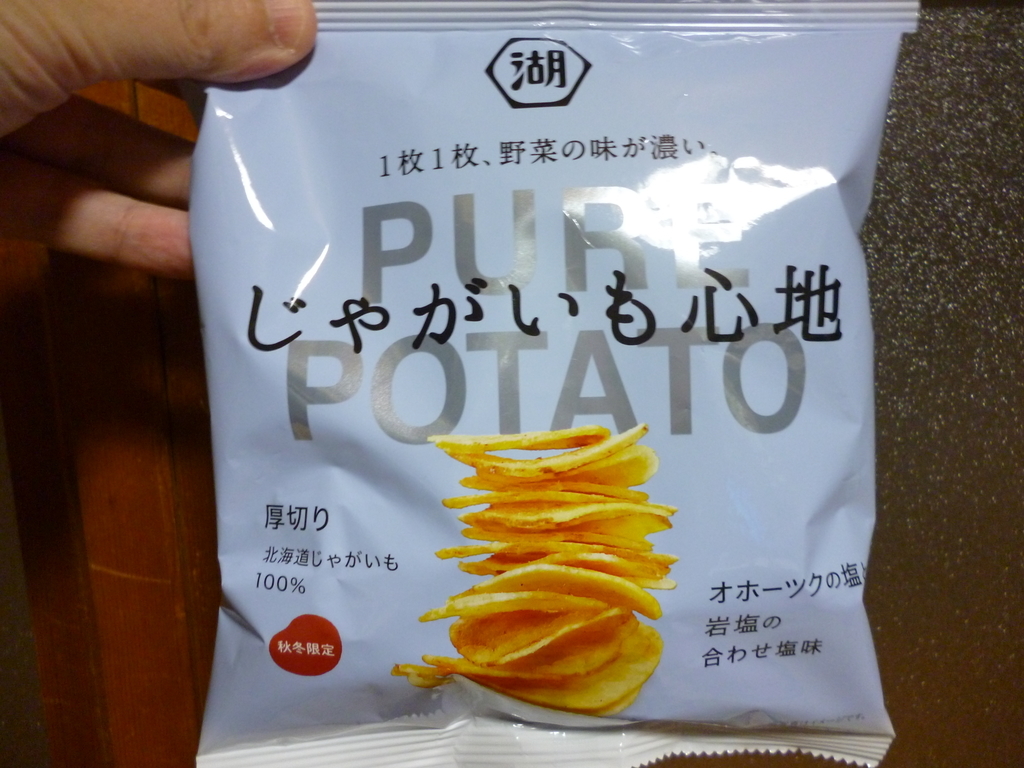 湖
1枚1枚、野菜の味が濃い。
PURE
じゃがいも心地
POTATO
厚切り
北海道じゃがいも
100%
秋冬限定
オホーツクの塩と
岩塩の
合わせ塩味